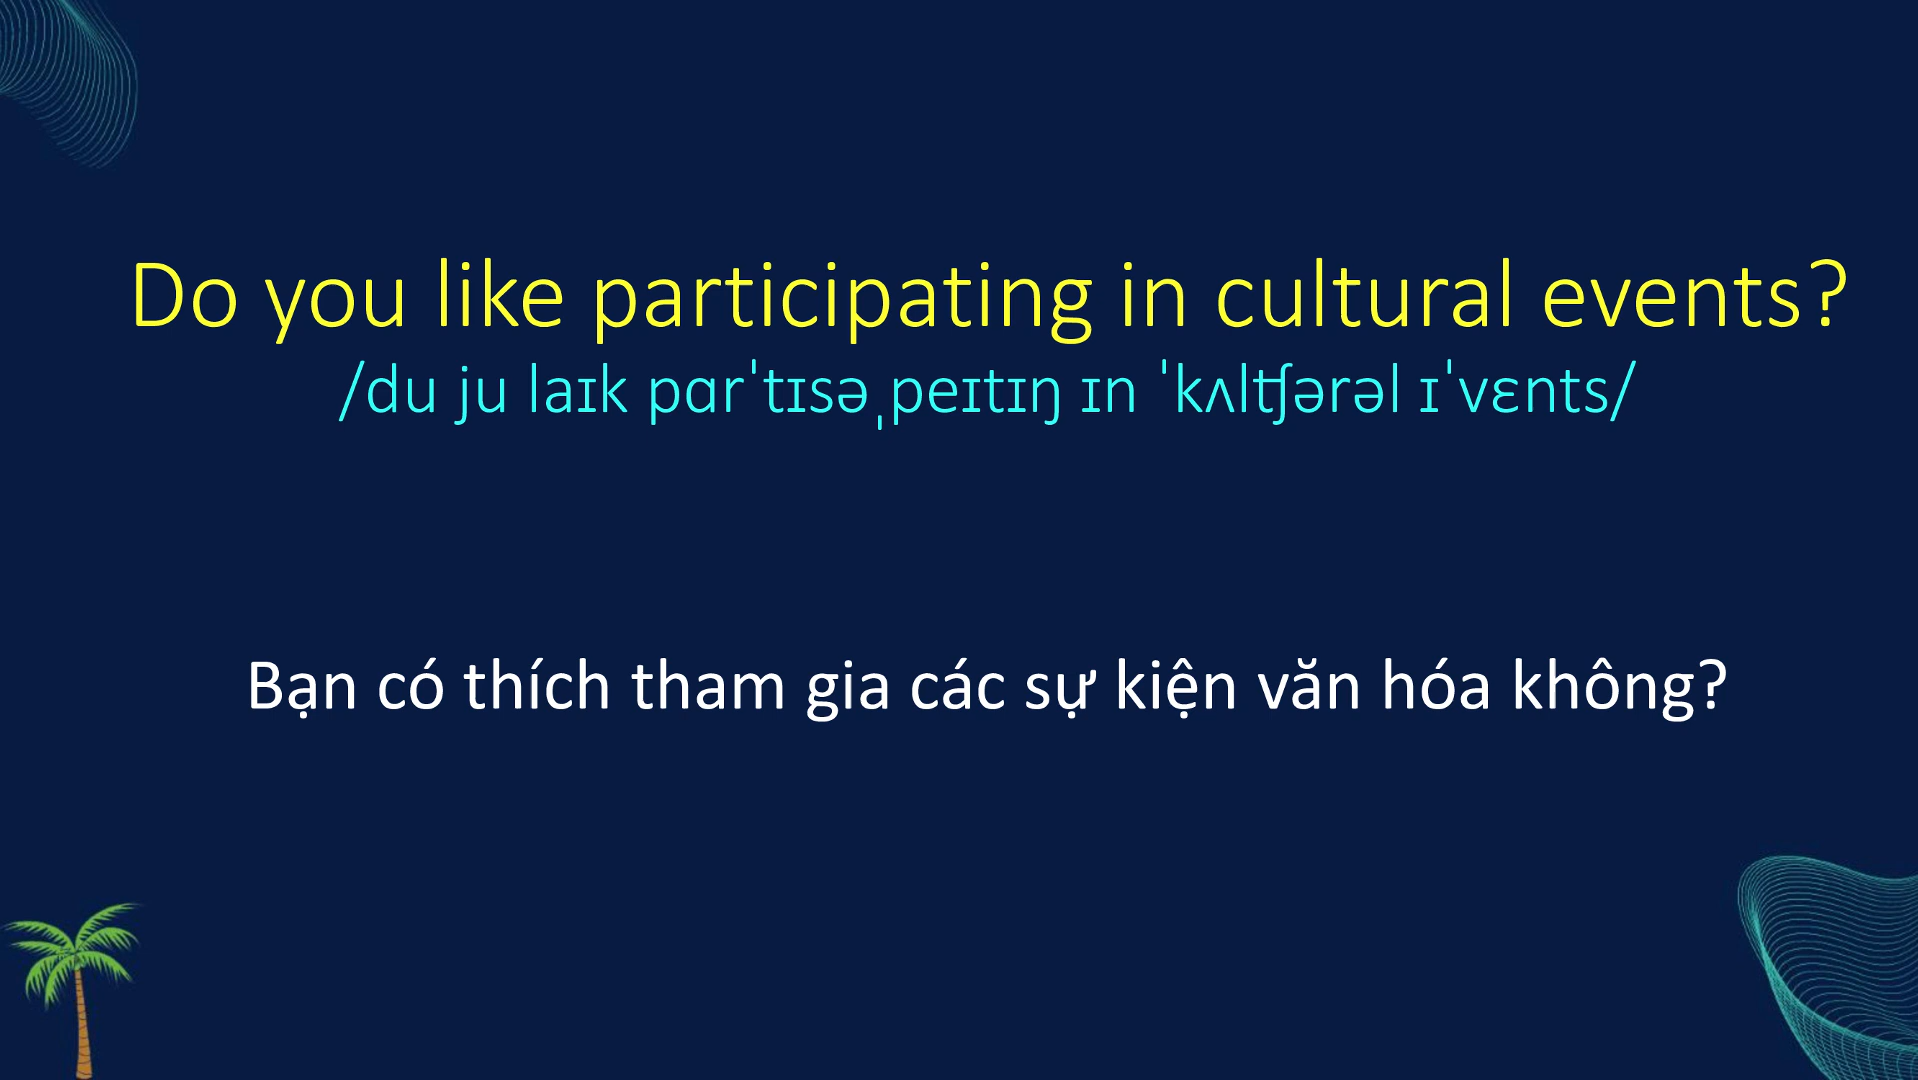 Do you like participating in cultural events?
/du ju laɪk pɑrˈtɪsəˌpeɪtɪŋ ɪn ˈkʌlʧərəl ɪˈvɛnts/
Bạn có thích tham gia các sự kiện văn hóa không?